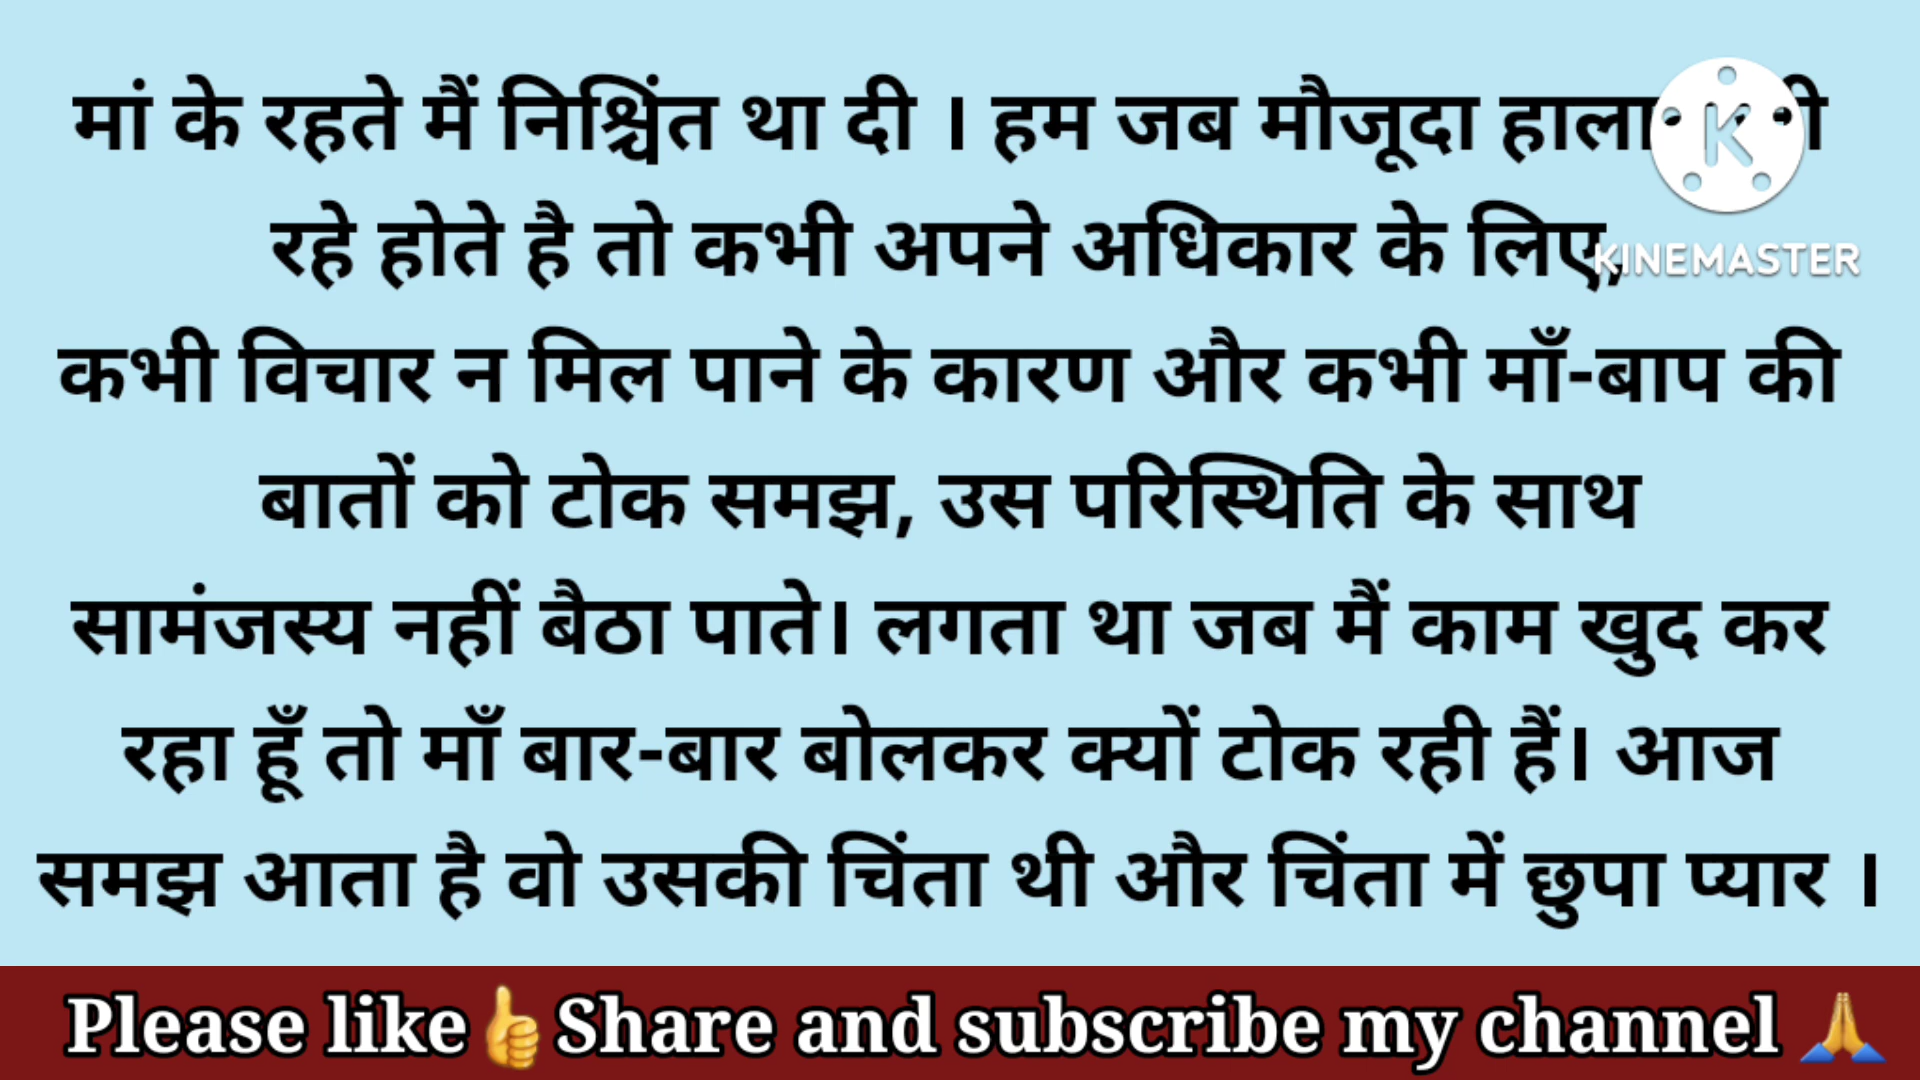 मां के रहते मैं निश्चिंत था दी । हम जब मौजूदा
रहे होते है तो कभी अपने अधिकार के लिए,
KINEMASTER
कभी विचार न मिल पाने के कारण और कभी माँ-बाप की
बातों को टोक समझ, उस परिस्थिति के साथ
सामंजस्य नहीं बैठा पाते। लगता था जब मैं काम खुद कर
रहा हूँ तो माँ बार-बार बोलकर क्यों टोक रही हैं। आज
समझ आता है वो उसकी चिंता थी और चिंता में छुपा प्यार ।
Please like👍Share and subscribe my channel 🙏